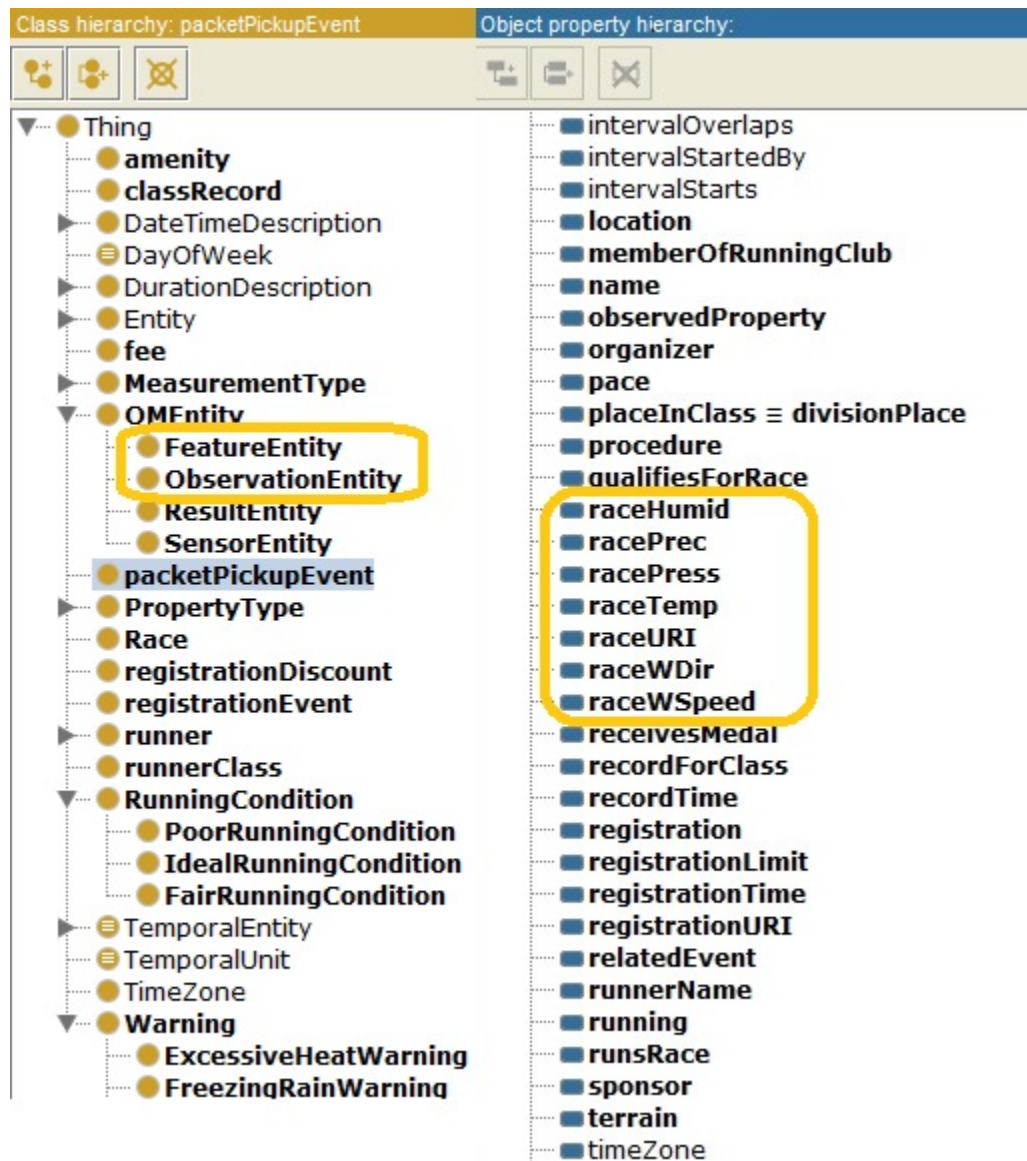 Class hierarchy: packetPickupEvent
Thing
amenity
classRecord
DateTimeDescription
DayOfWeek
DurationDescription
Entity
fee
MeasurementType
OMEntity
FeatureEntity
ObservationEntity
ResultEntity
SensorEntity
packetPickupEvent
PropertyType
Race
registrationDiscount
registrationEvent
runner
runnerClass
RunningCondition
PoorRunningCondition
IdealRunningCondition
FairRunningCondition
TemporalEntity
TemporalUnit
TimeZone
Warning
ExcessiveHeatWarning
FreezingRainWarning
Object property hierarchy:
intervalOverlaps
intervalStartedBy
intervalStarts
location
memberOfRunningClub
name
observedProperty
organizer
pace
placeInClass ≡ divisionPlace
procedure
qualifiesForRace
raceHumid
racePrec
racePress
raceTemp
raceURI
raceWDir
raceWSpeed
receivesMedal
recordForClass
recordTime
registration
registrationLimit
registrationTime
registrationURI
relatedEvent
runnerName
running
runsRace
sponsor
terrain
timeZone